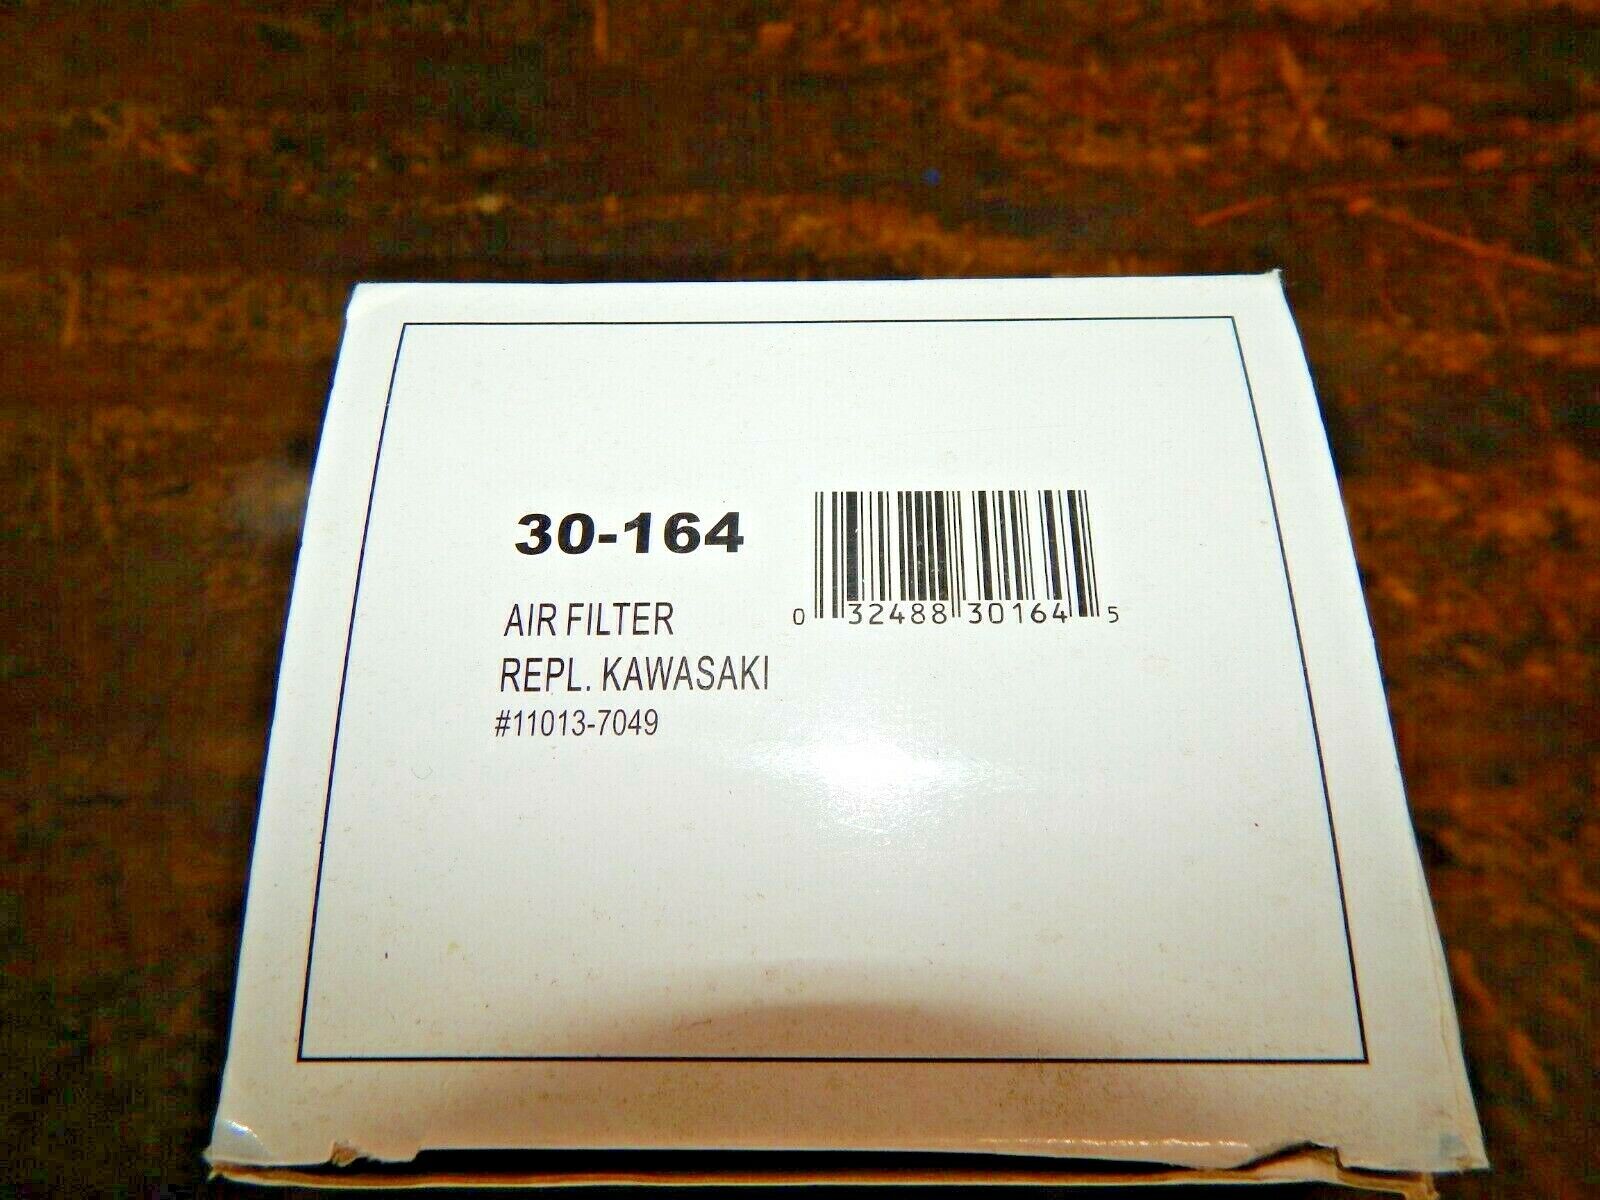 30-164
AIR FILTER
REPL. KAWASAKI
#11013-7049
0 32488 30164 5